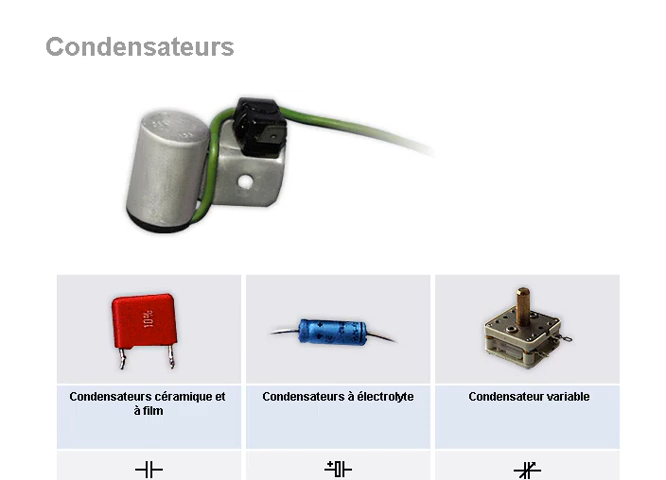 Condensateurs
10%
Condensateurs céramique et
à film
Condensateurs à électrolyte
Condensateur variable
+